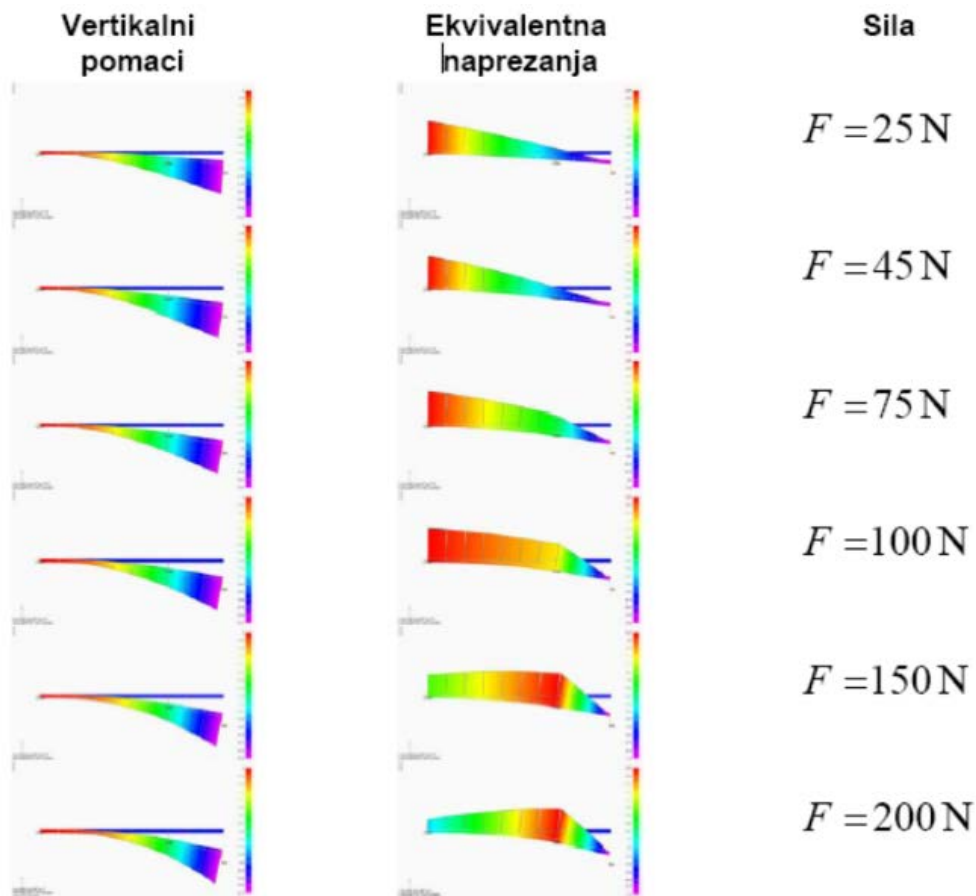 Vertikalni
pomaci
Ekvivalentna
naprezanja
Sila
F = 25 N
F = 45 N
F = 75 N
F = 100 N
F = 150 N
F = 200 N